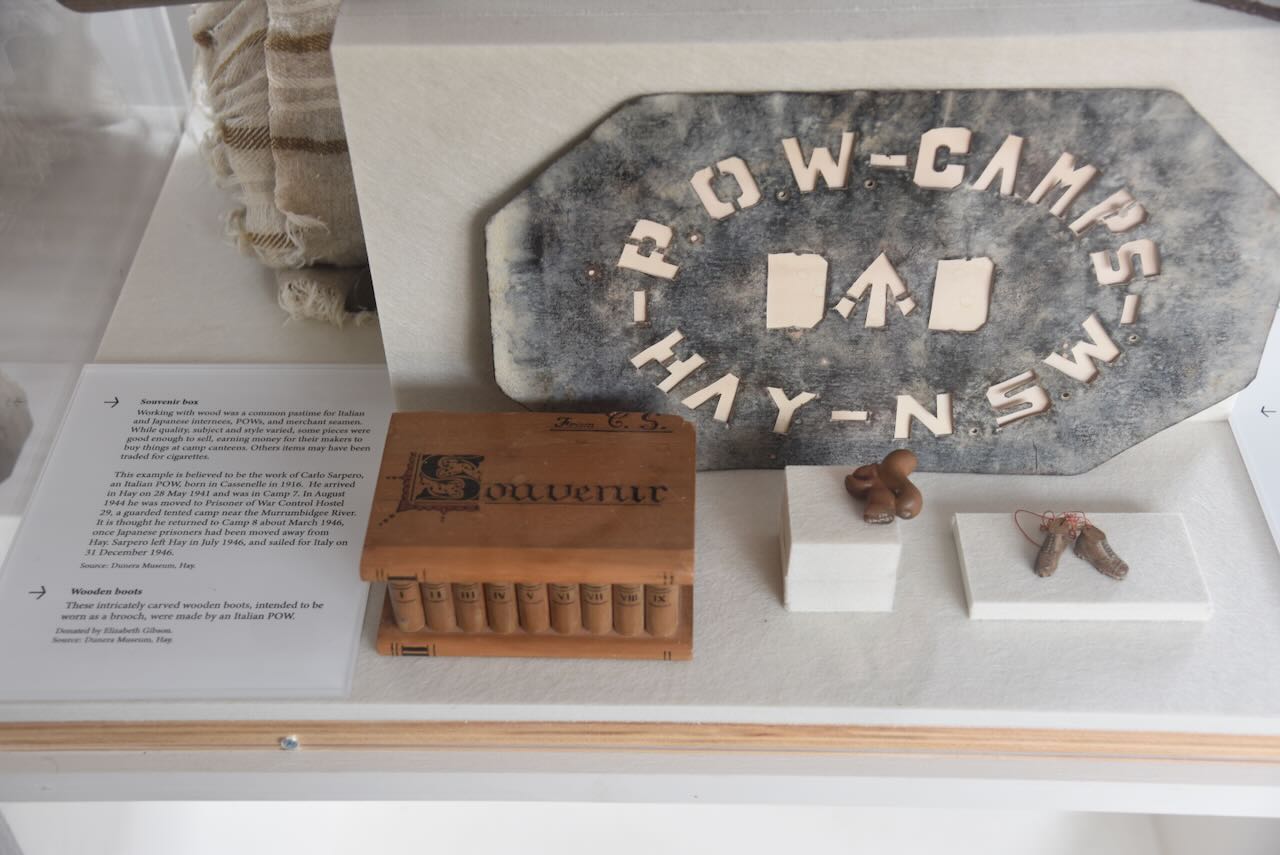 P.O.W-CAMPS-
-HAY-N.S.W
D D
→ Souvenir box
Working with wood was a common pastime for Italian
and Japanese internees, POWs, and merchant seamen.
While quality, subject and style varied, some pieces were
good enough to sell, earning money for their makers to
buy things at camp canteens. Others items may have been
traded for cigarettes.
This example is believed to be the work of Carlo Sarpero,
an Italian POW, born in Cassenelle in 1916. He arrived
in Hay on 28 May 1941 and was in Camp 7. In August
1944 he was moved to Prisoner of War Control Hostel
29, a guarded tent camp near the Murrumbidgee River.
It is thought he returned to Camp 8 about March 1946,
once Japanese prisoners had been moved away from
Hay. Sarpero left Hay in July 1946, and sailed for Italy on
31 December 1946.
Source: Dunera Museum, Hay.
→ Wooden boots
These intricately carved wooden boots, intended to be
worn as a brooch, were made by an Italian POW.
Donated by Elizabeth Gibson.
Source: Dunera Museum, Hay.
From C. S.
Souvenir
I II III IV V VI VII VIII IX